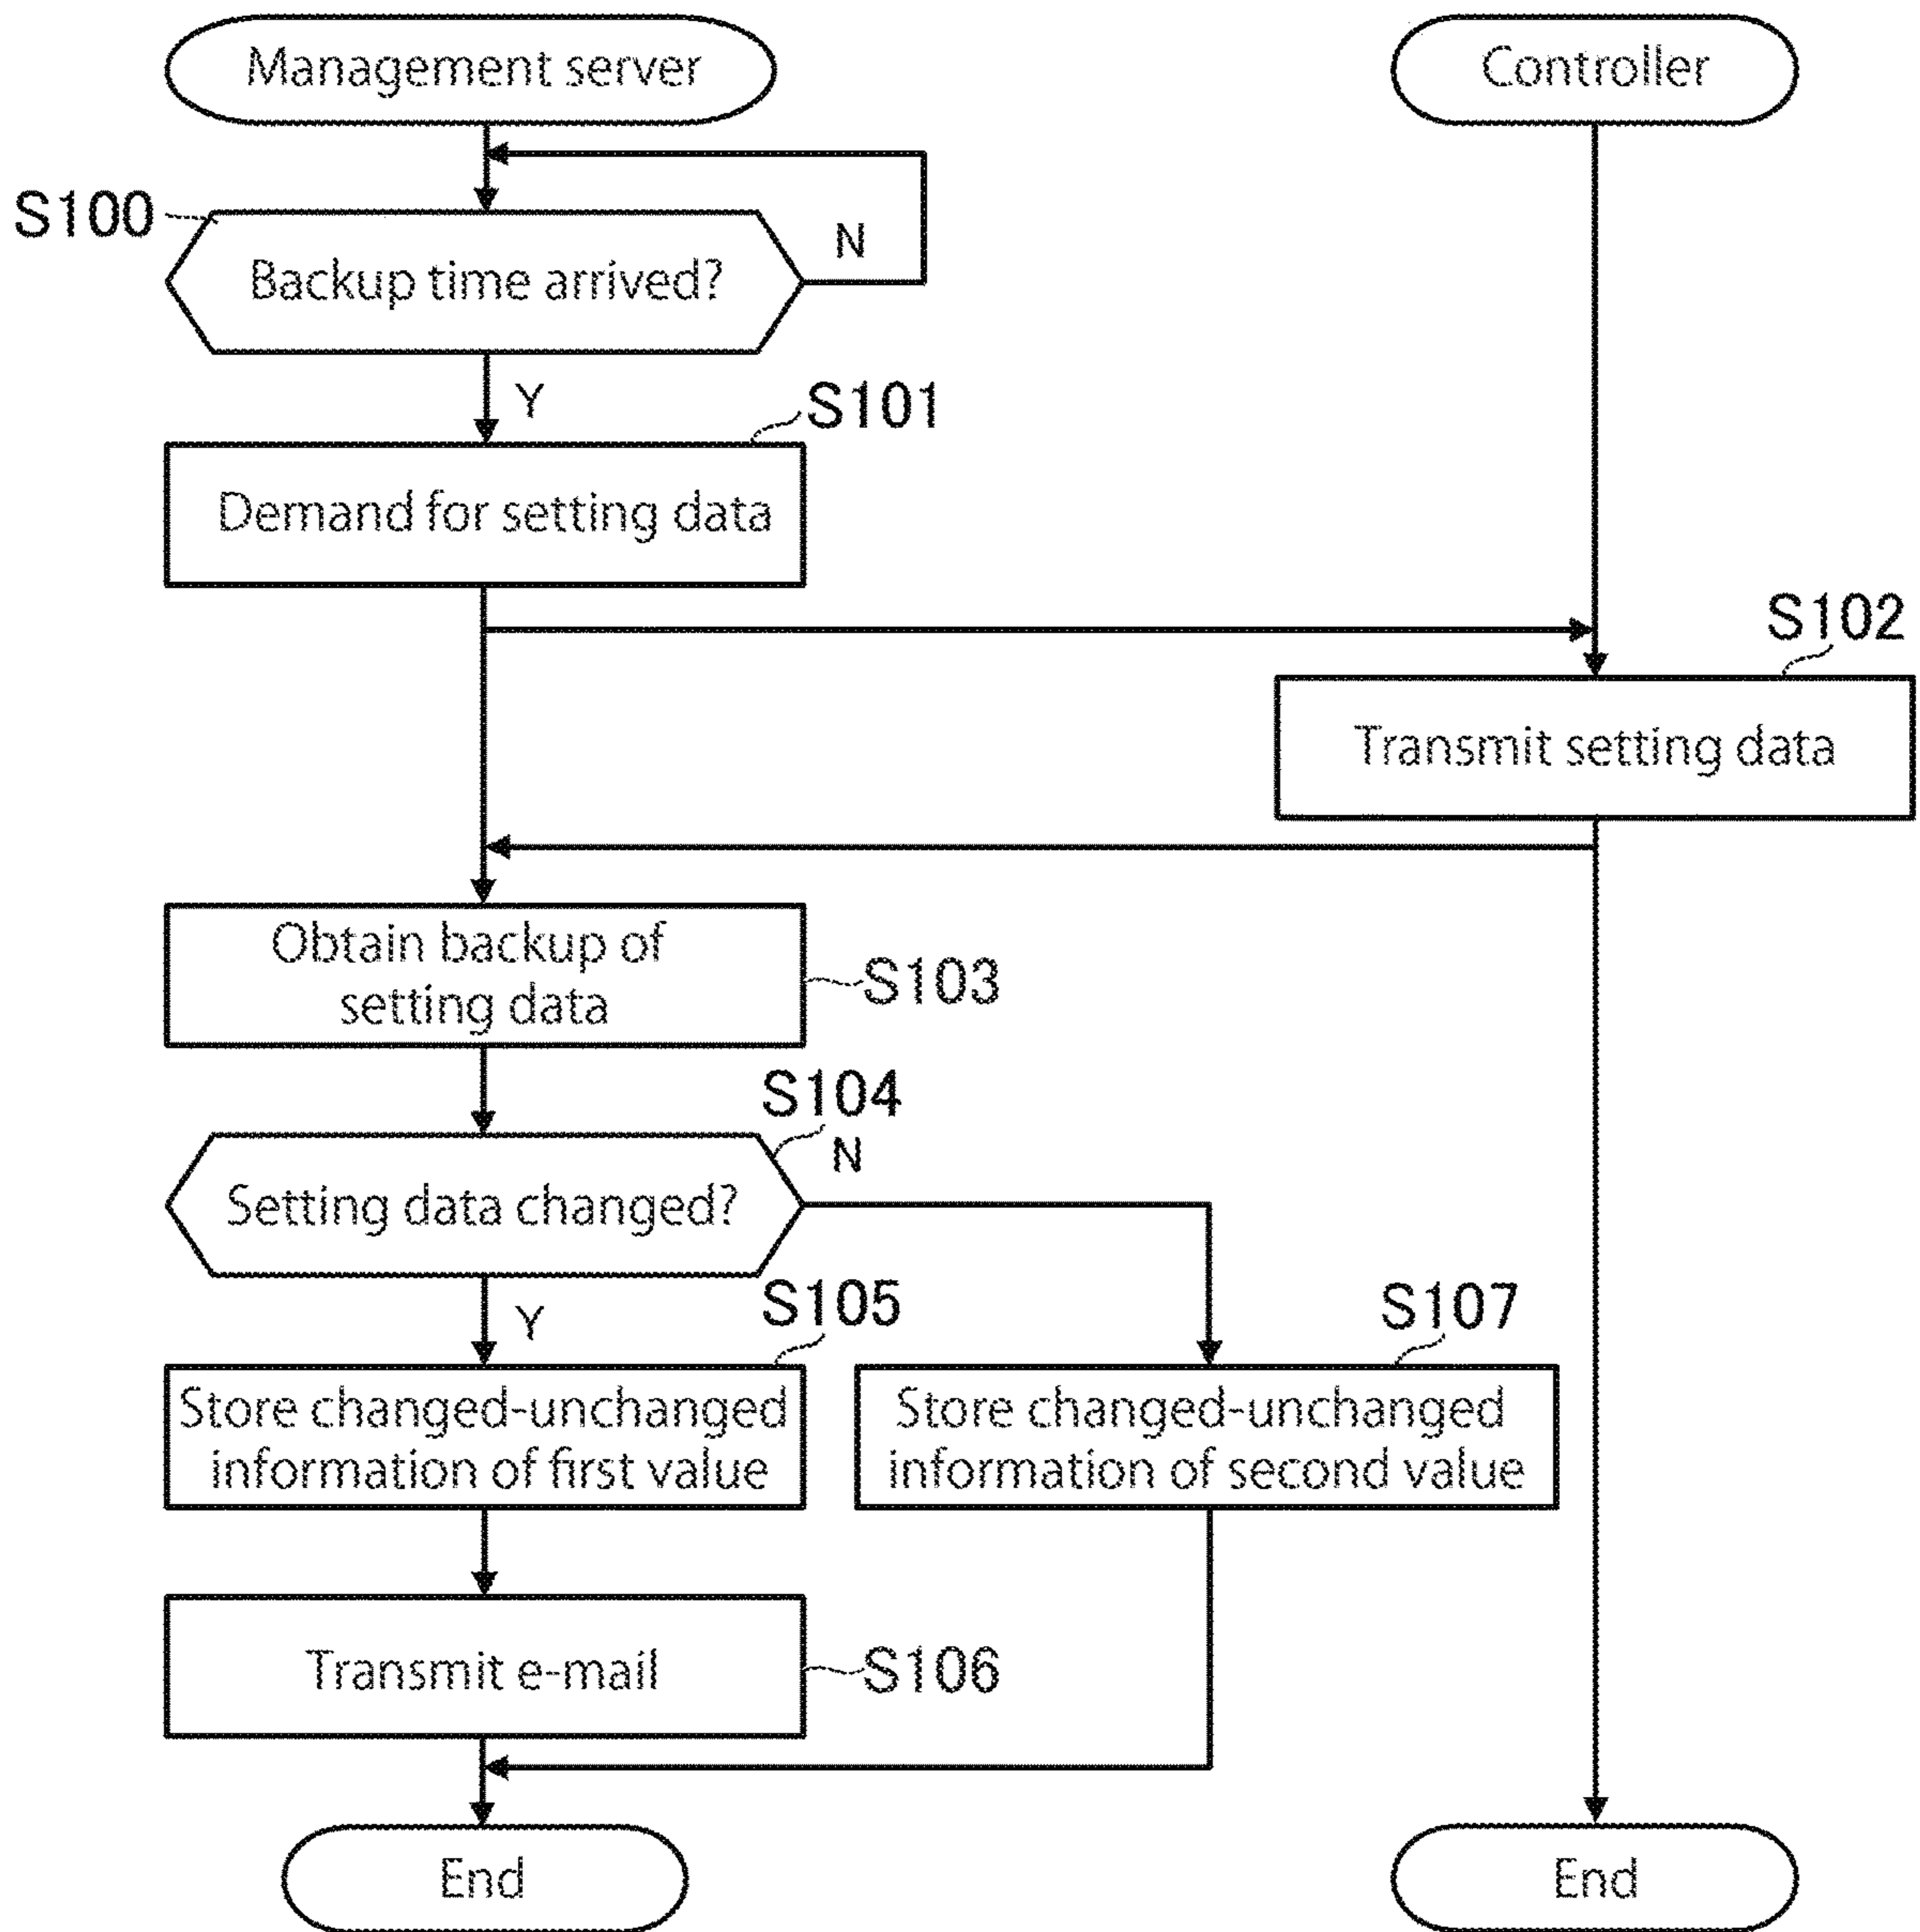 Management server
Controller
S100
N
Backup time arrived?
Y
S101
Demand for setting data
S102
Transmit setting data
Obtain backup of
setting data
S103
S104
N
Setting data changed?
Y
S105
S107
Store changed-unchanged
information of first value
Store changed-unchanged
information of second value
Transmit e-mail
S106
End
End